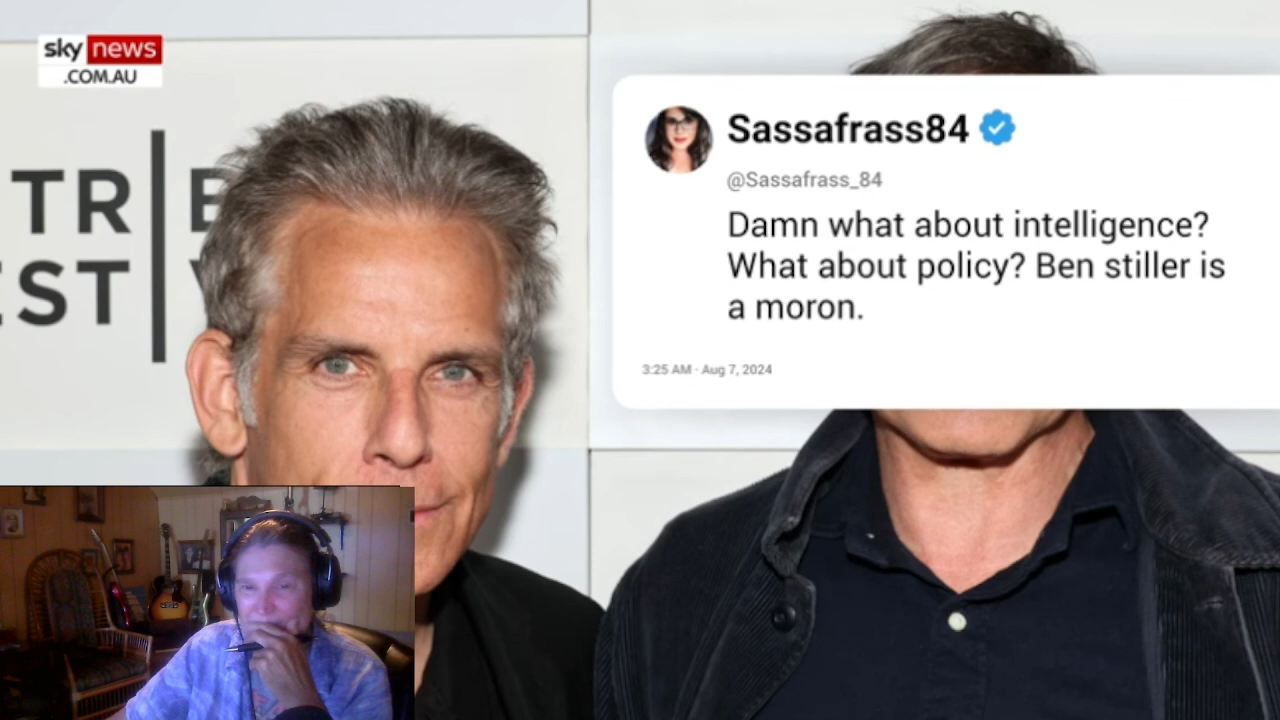 sky news
.COM.AU
TR
EST
Sassafrass84
@Sassafrass_84
Damn what about intelligence?
What about policy? Ben stiller is
a moron.
3:25 AM · Aug 7, 2024